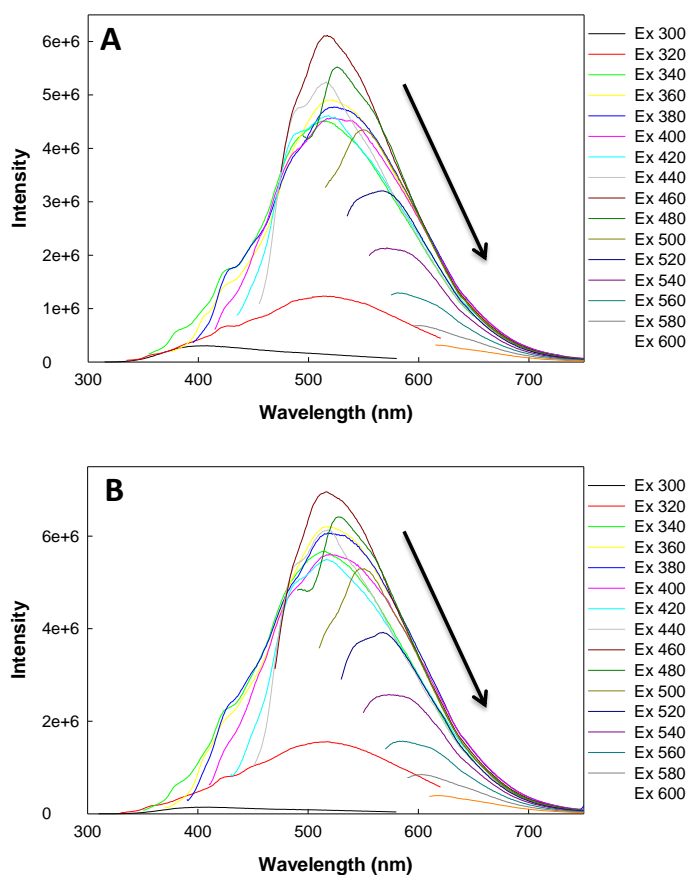 A
Intensity
6e+6
5e+6
4e+6
3e+6
2e+6
1e+6
0
300 400 500 600 700
Wavelength (nm)
Ex 300
Ex 320
Ex 340
Ex 360
Ex 380
Ex 400
Ex 420
Ex 440
Ex 460
Ex 480
Ex 500
Ex 520
Ex 540
Ex 560
Ex 580
Ex 600
B
Intensity
6e+6
4e+6
2e+6
0
300 400 500 600 700
Wavelength (nm)
Ex 300
Ex 320
Ex 340
Ex 360
Ex 380
Ex 400
Ex 420
Ex 440
Ex 460
Ex 480
Ex 500
Ex 520
Ex 540
Ex 560
Ex 580
Ex 600